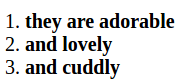 1. they are adorable
2. and lovely
3. and cuddly